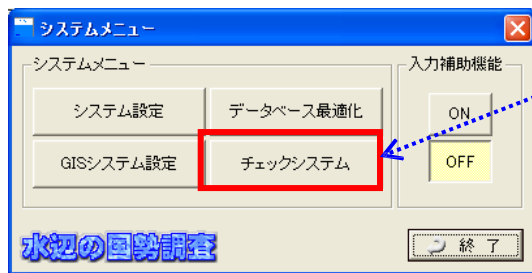 システムメニュー
システムメニュー
入力補助機能
システム設定
データベース最適化
ON
GISシステム設定
チェックシステム
OFF
水辺の国勢調査
終 了